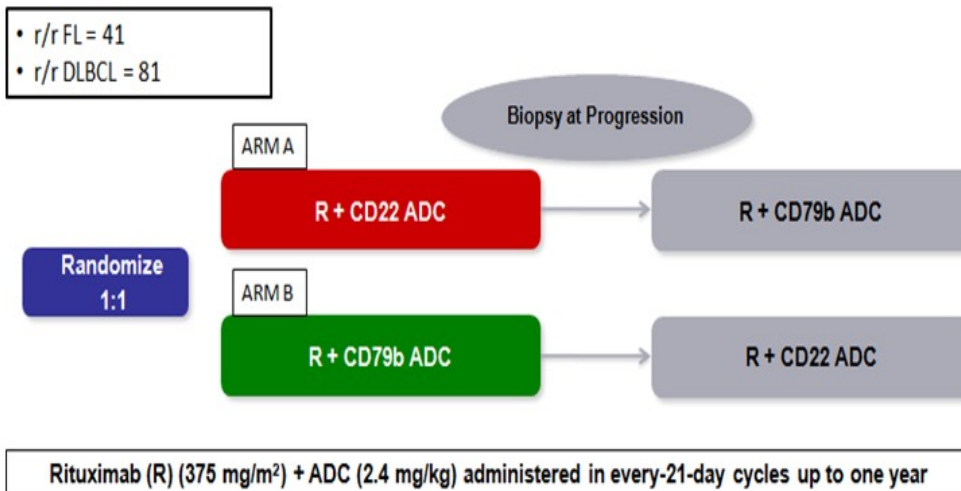 • r/r FL = 41
• r/r DLBCL = 81
Biopsy at Progression
ARM A
R + CD22 ADC
R + CD79b ADC
Randomize
1:1
ARM B
R + CD79b ADC
R + CD22 ADC
Rituximab (R) (375 mg/m²) + ADC (2.4 mg/kg) administered in every-21-day cycles up to one year